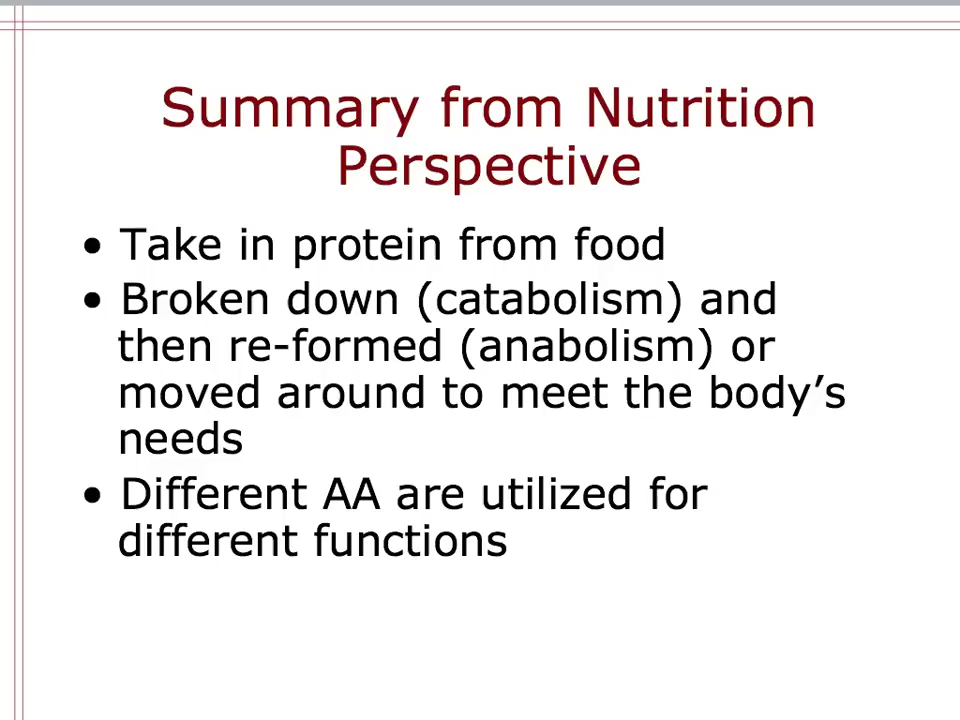 Summary from Nutrition
Perspective
• Take in protein from food
• Broken down (catabolism) and
then re-formed (anabolism) or
moved around to meet the body’s
needs
• Different AA are utilized for
different functions